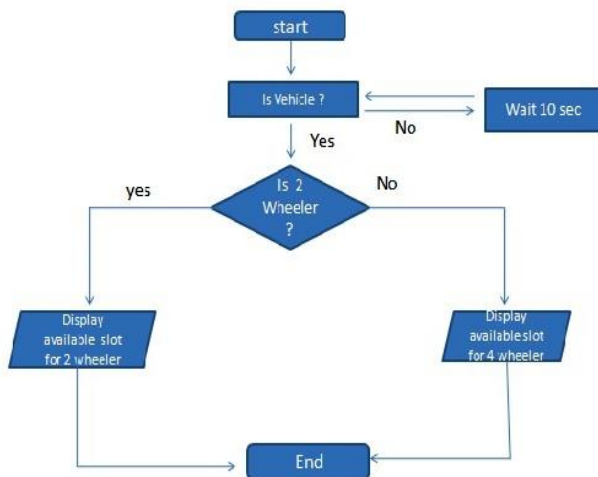 start
Is Vehicle ?
Wait 10 sec
No
Yes
Is 2
Wheeler
?
yes
No
Display
available slot
for 2 wheeler
Display
available slot
for 4 wheeler
End